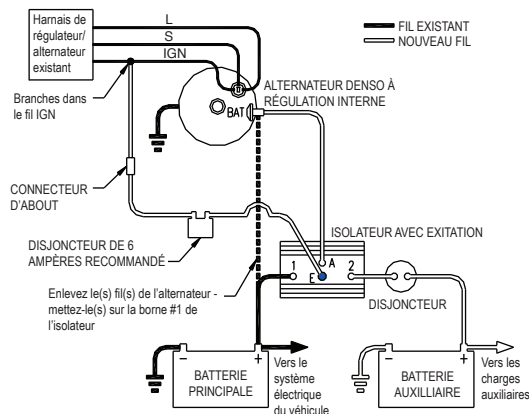 Harnais de
régulateur/
alternateur
existant
L
S
IGN
FIL EXISTANT
NOUVEAU FIL
Branches dans
le fil IGN
ALTERNATEUR DENSO À
RÉGULATION INTERNE
BAT
CONNECTEUR
D'ABOUT
DISJONCTEUR DE 6
AMPÈRES RECOMMANDÉ
ISOLATEUR AVEC EXITATION
1
A
E
2
DISJONCTEUR
Enlevez le(s) fil(s) de l'alternateur -
mettez-le(s) sur la borne #1 de
l'isolateur
- +
BATTERIE
PRINCIPALE
Vers le
système
électrique
du véhicule
- +
BATTERIE
AUXILLIAIRE
Vers les
charges
auxiliaires